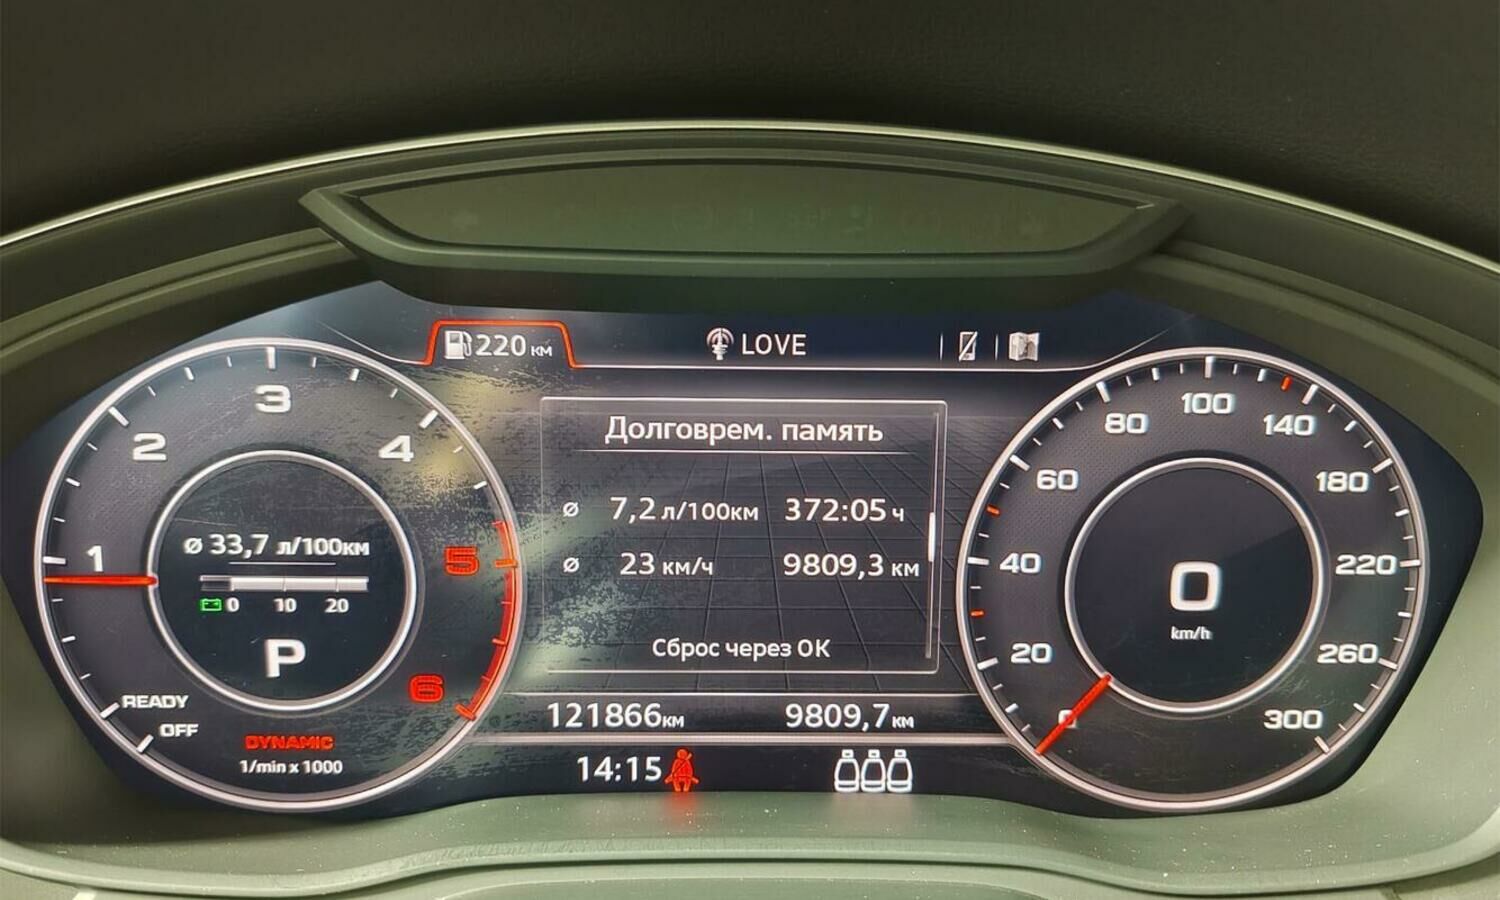 220 км
LOVE
Долговрем. память
ø 7,2 л/100км 372:05 ч
ø 23 км/ч 9809,3 км
Сброс через OK
121866км 9809,7 км
14:15
1
2
3
4
5
6
ø 33,7 л/100км
0 10 20
P
READY
OFF
DYNAMIC
1/min x 1000
0
20
40
60
80
100
140
180
220
260
300
0
km/h